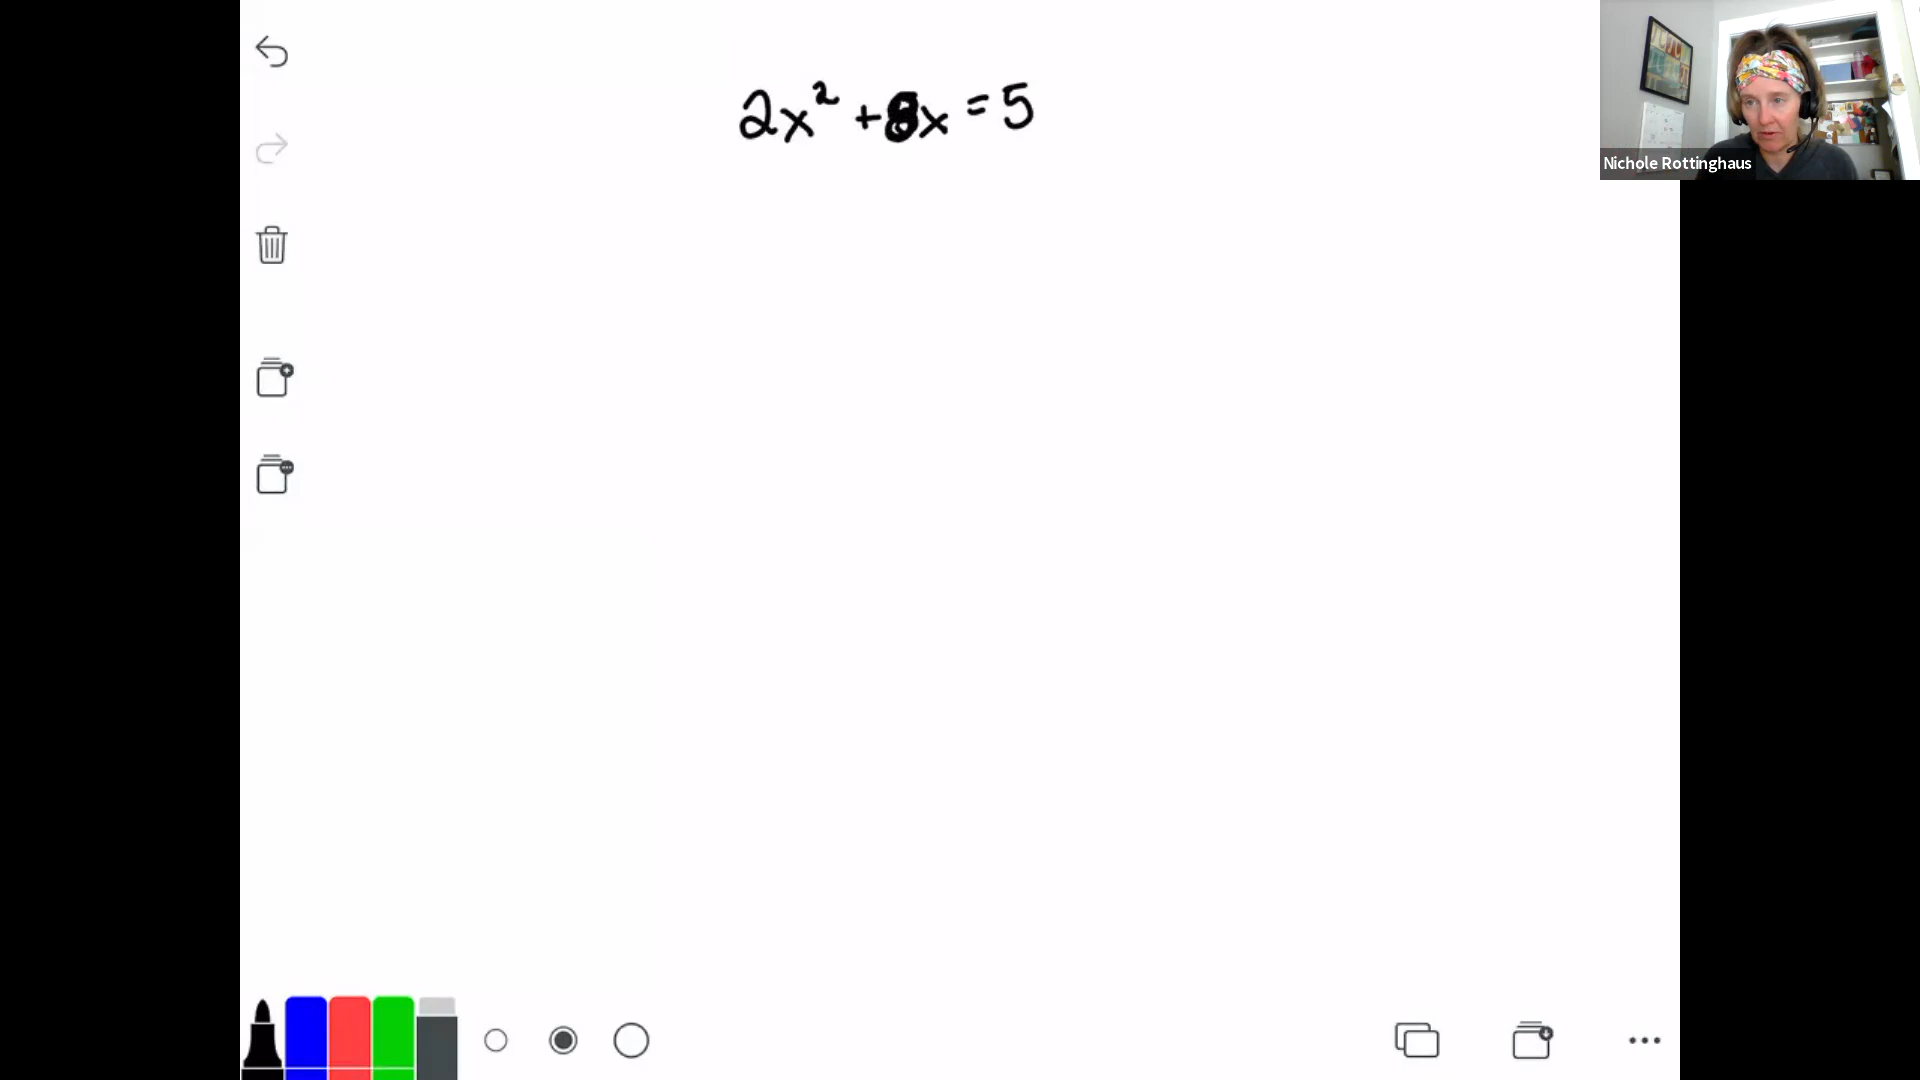 2x² + 8x = 5
Nichole Rottinghaus